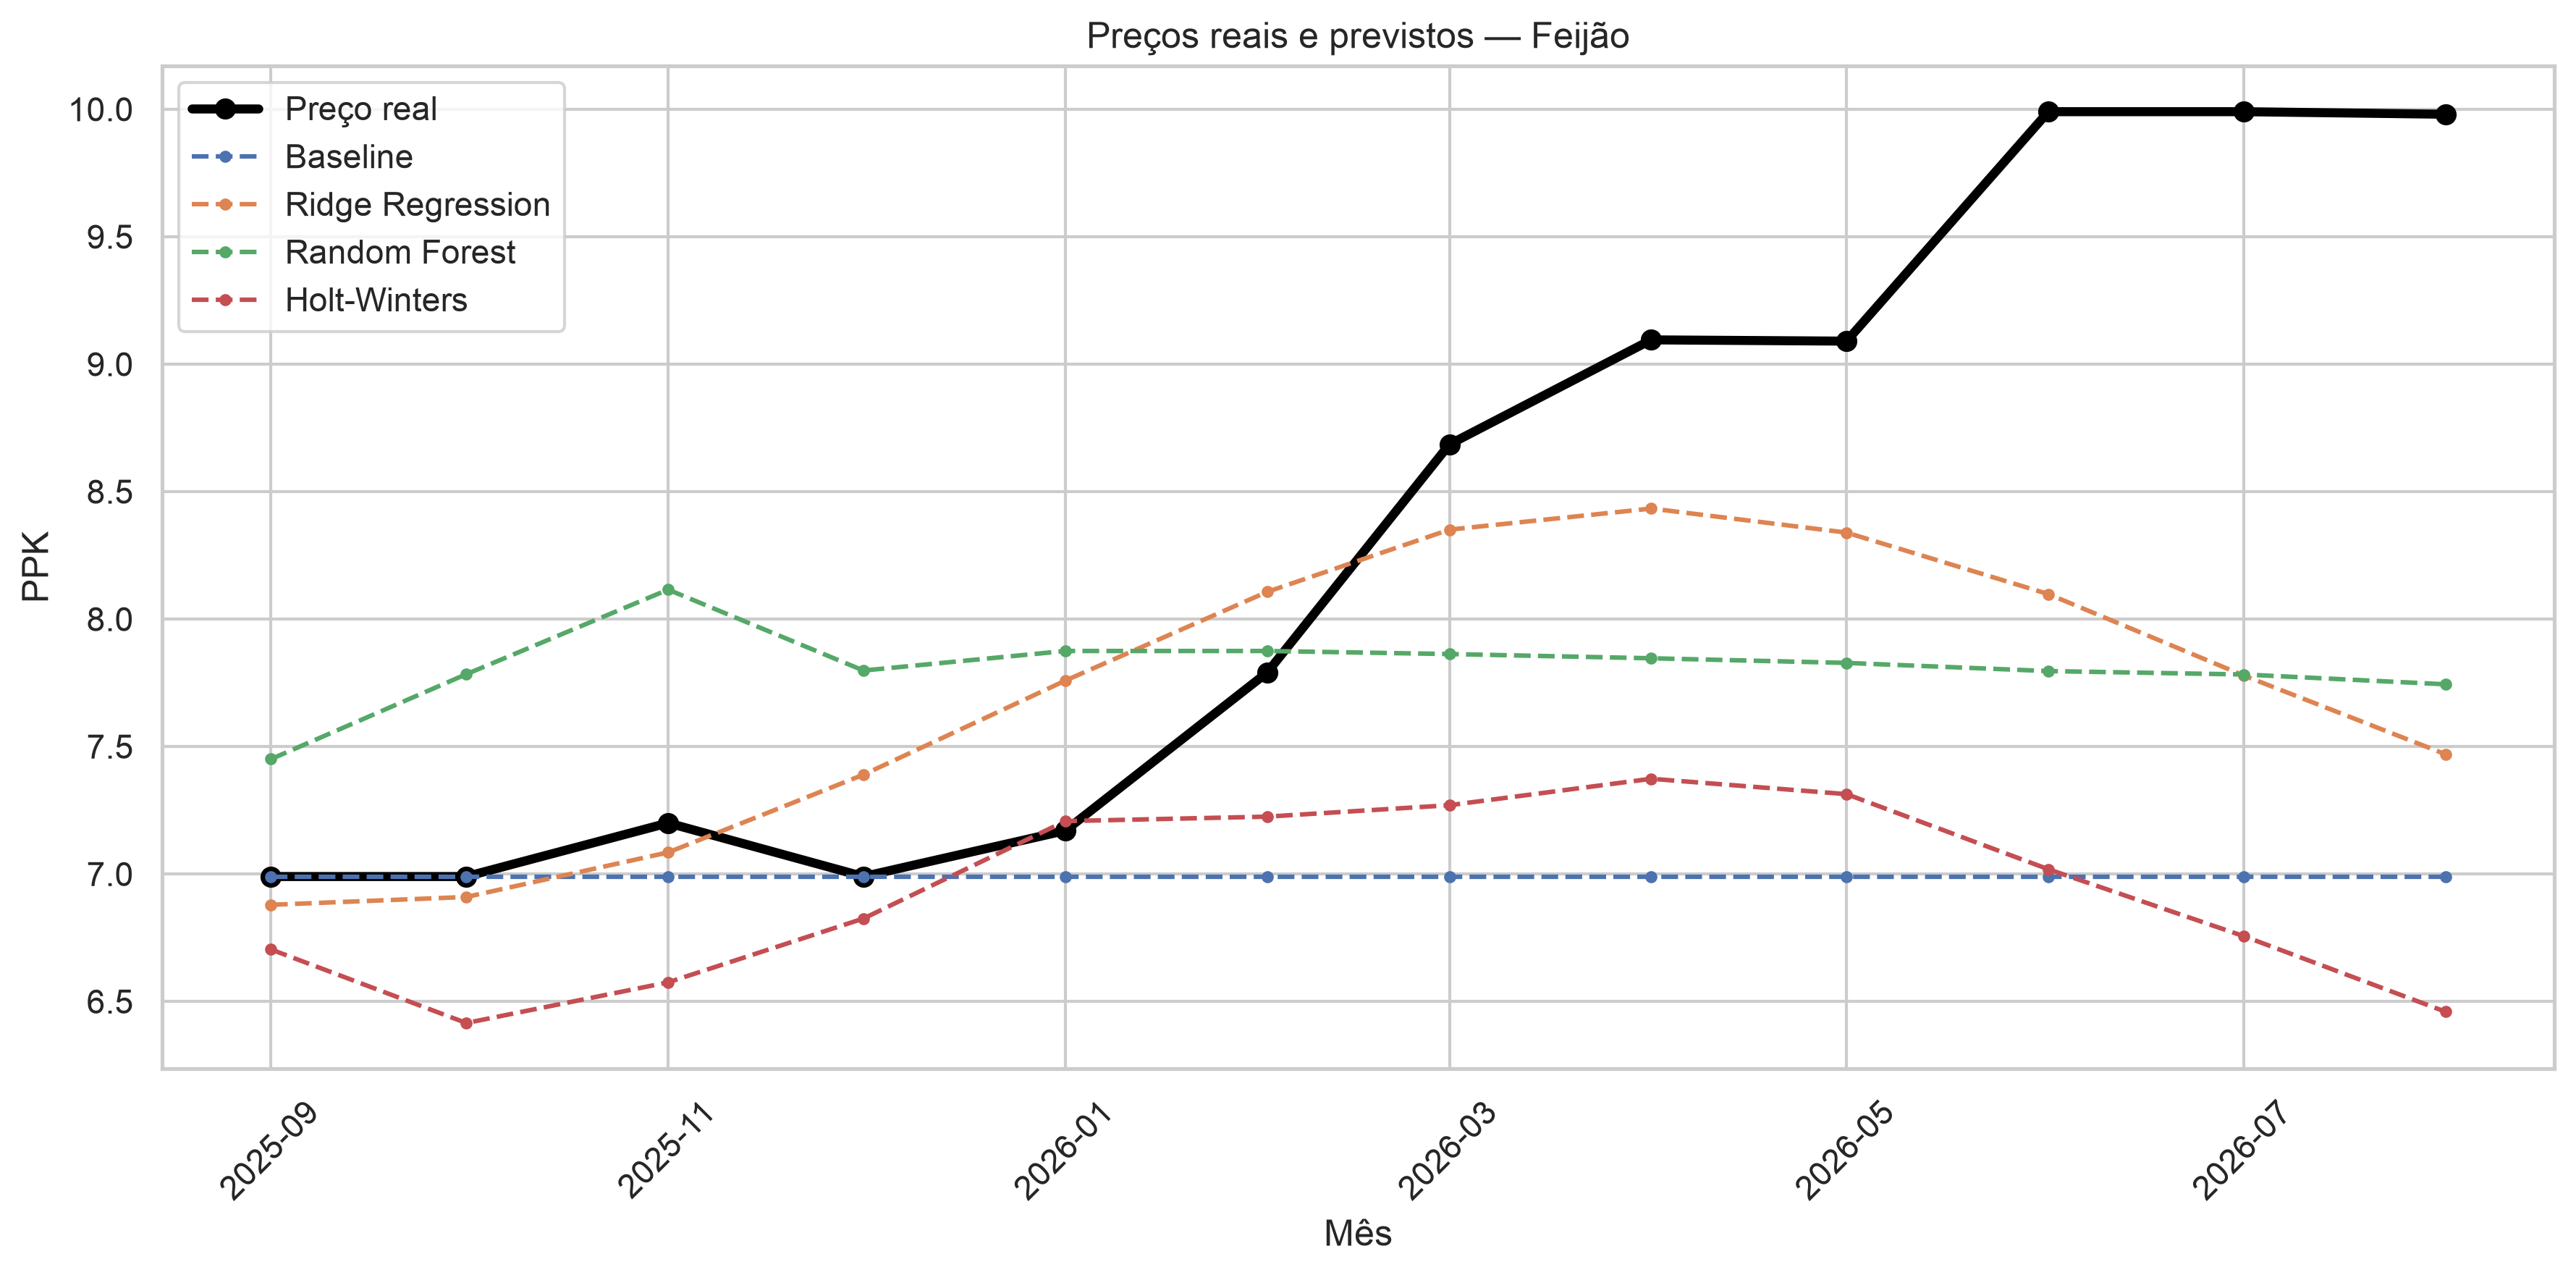 Preços reais e previstos — Feijão
Preço real
Baseline
Ridge Regression
Random Forest
Holt-Winters
PPK
10.0
9.5
9.0
8.5
8.0
7.5
7.0
6.5
2025-09
2025-11
2026-01
2026-03
2026-05
2026-07
Mês